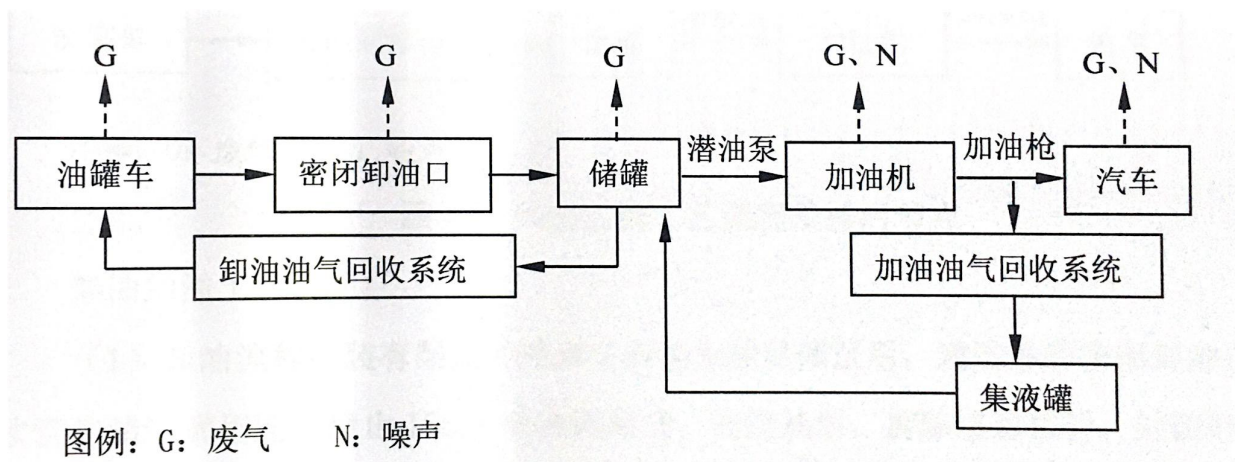 G
G
G
G、N
G、N
油罐车
密闭卸油口
储罐
潜油泵
加油机
加油枪
汽车
卸油油气回收系统
加油油气回收系统
集液罐
图例：G：废气 N：噪声